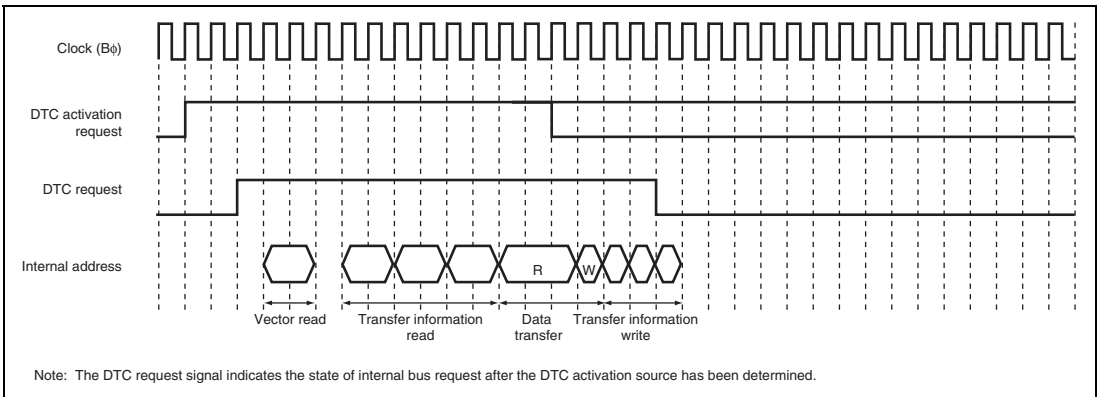 Clock (Bϕ)
DTC activation
request
DTC request
Internal address
R
W
Vector read
Transfer information
read
Data
transfer
Transfer information
write
Note: The DTC request signal indicates the state of internal bus request after the DTC activation source has been determined.